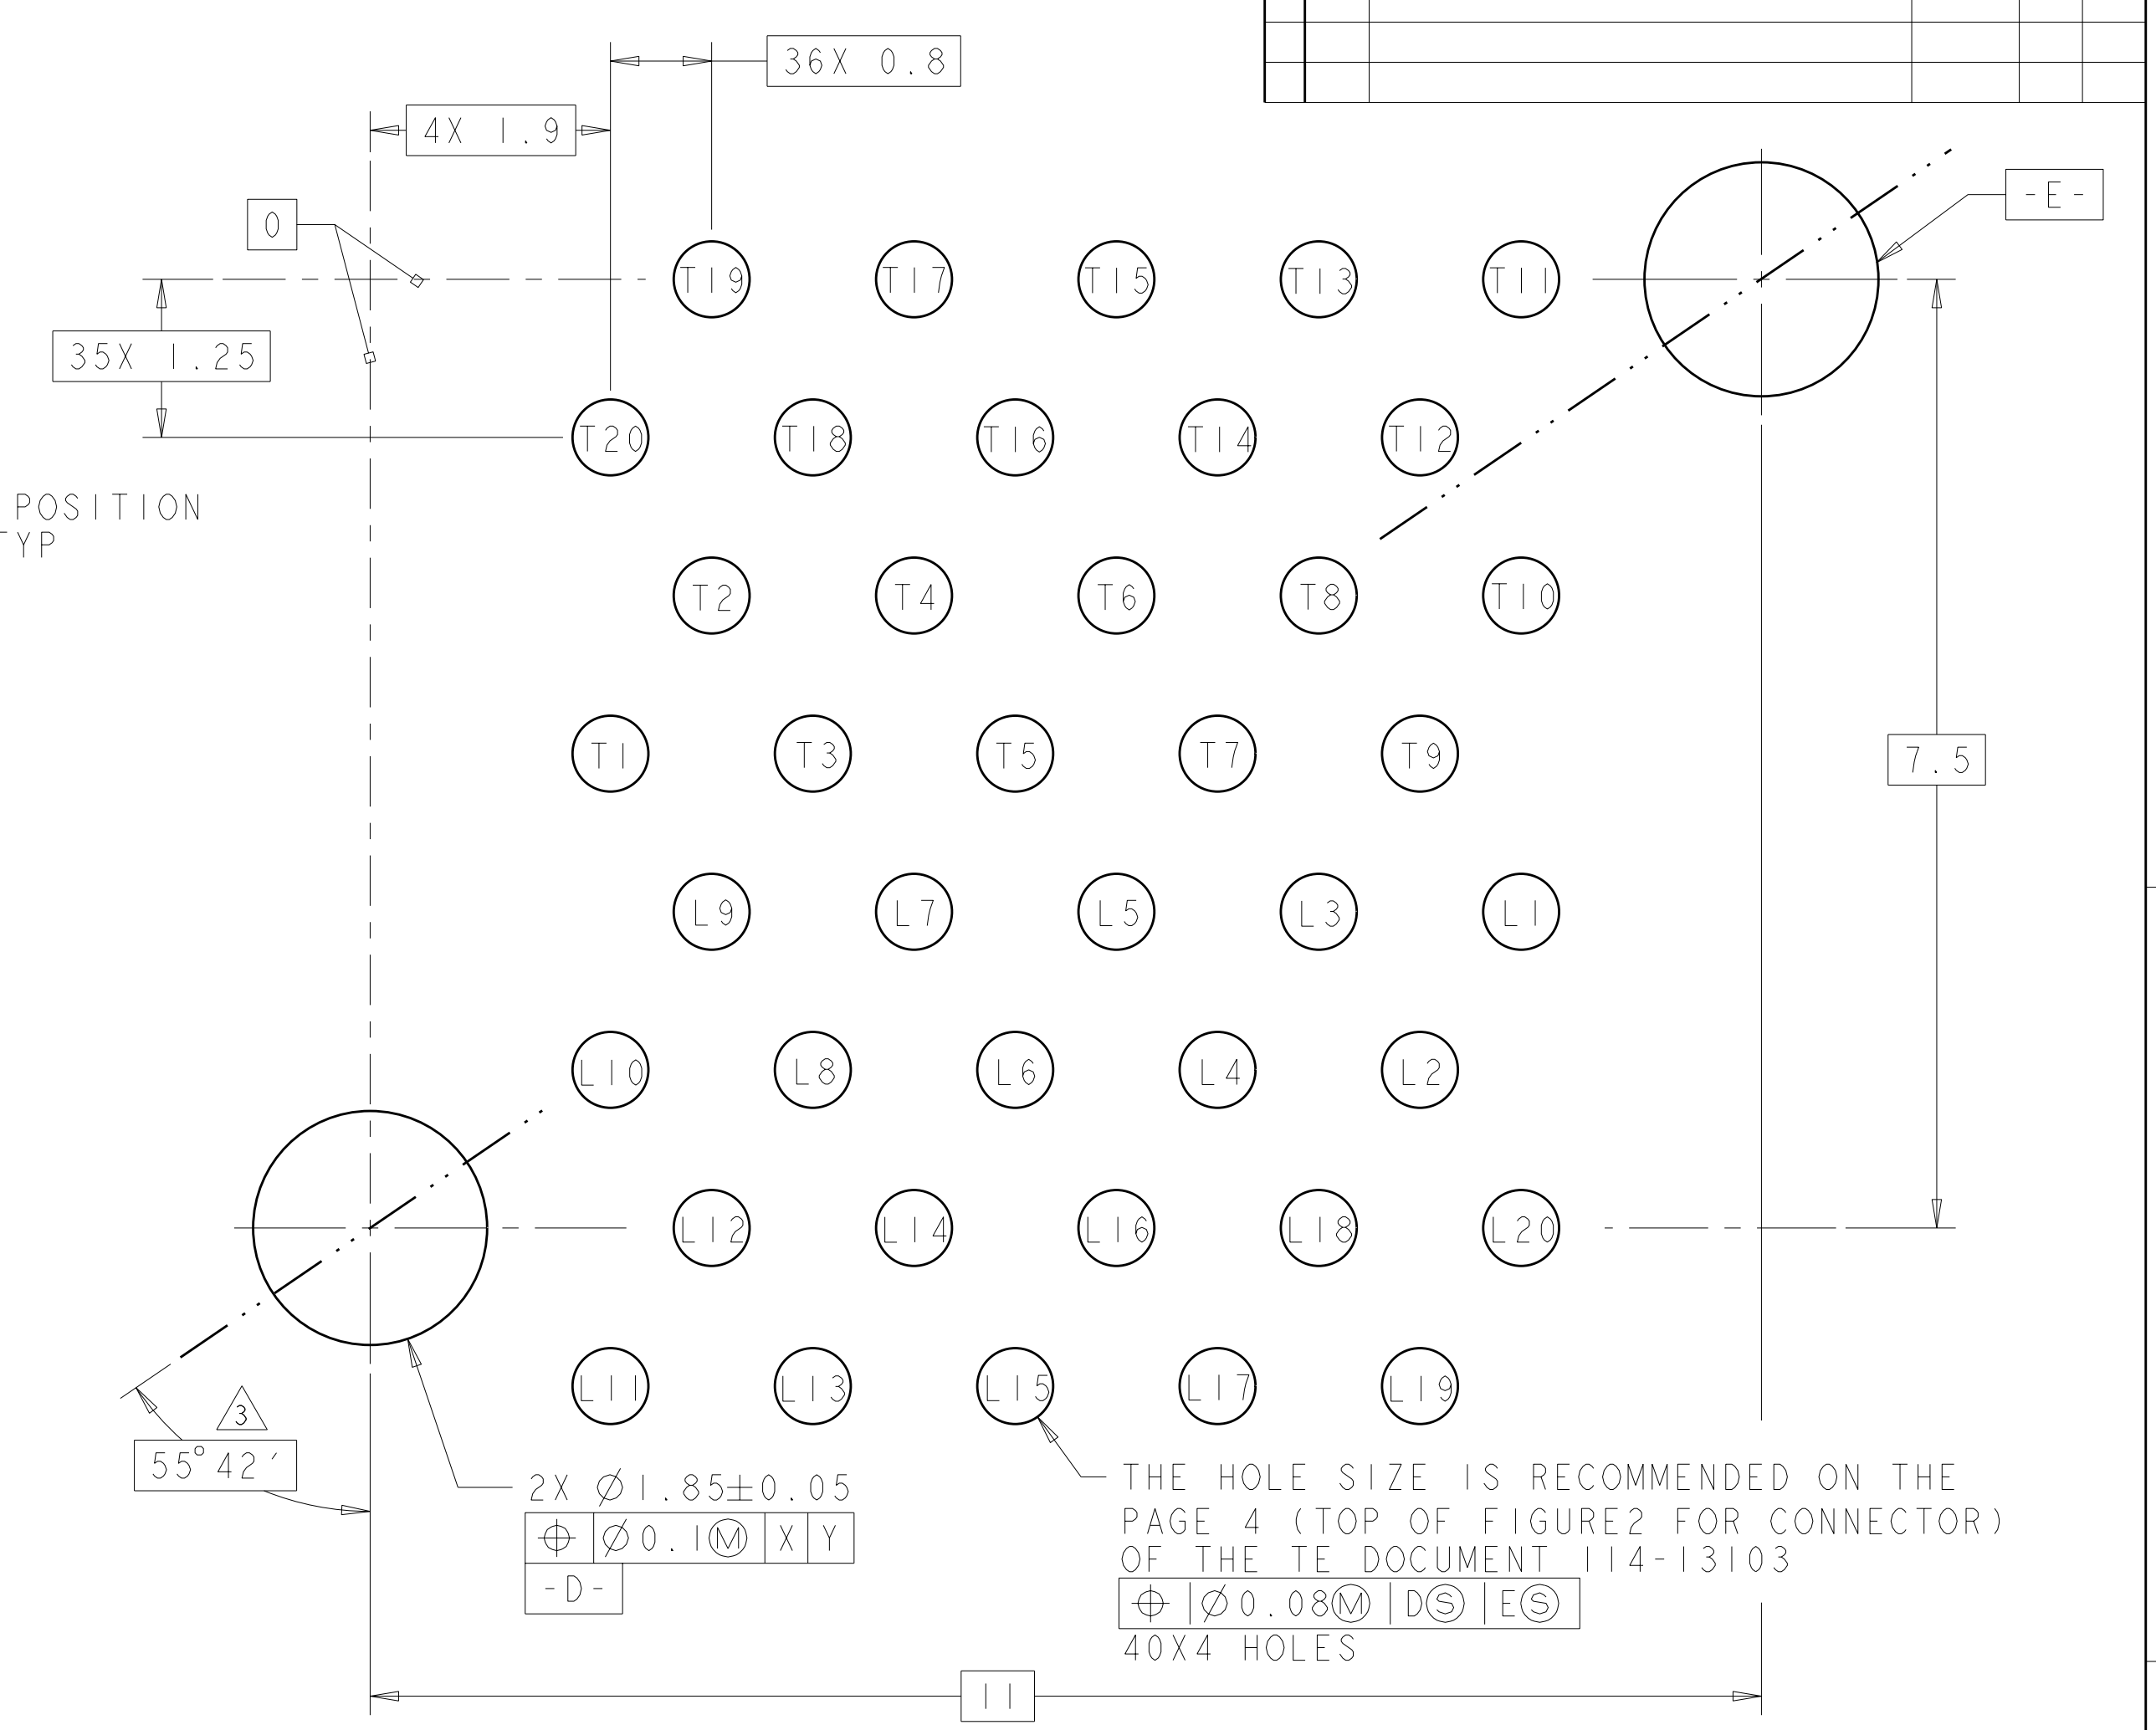 36X 0.8
4X 1.9
-E-
0
T19 T17 T15 T13 T11
35X 1.25
T20 T18 T16 T14 T12
POSITION
YP
T2 T4 T6 T8 T10
T1 T3 T5 T7 T9
7.5
L9 L7 L5 L3 L1
L10 L8 L6 L4 L2
L12 L14 L16 L18 L20
L11 L13 L15 L17 L19
3
55°42'
2X Ø1.85±0.05
⌖ Ø0.1Ⓜ X Y
-D-
THE HOLE SIZE IS RECOMMENDED ON THE
PAGE 4 (TOP OF FIGURE2 FOR CONNECTOR)
OF THE TE DOCUMENT 114-13103
⌖ Ø0.08Ⓜ DⓈ EⓈ
40X4 HOLES
11